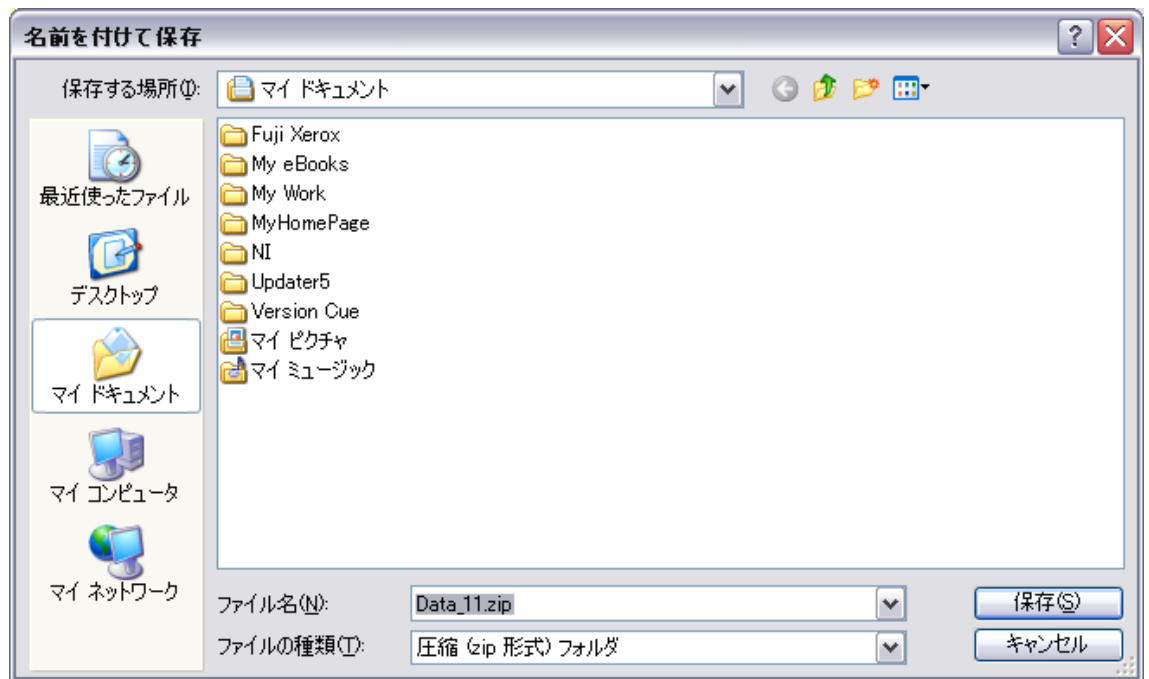 名前を付けて保存
保存する場所(I):
マイ ドキュメント
最近使ったファイル
デスクトップ
マイ ドキュメント
マイ コンピュータ
マイ ネットワーク
Fuji Xerox
My eBooks
My Work
MyHomePage
NI
Updater5
Version Cue
マイ ピクチャ
マイ ミュージック
ファイル名(N):
Data_11.zip
保存(S)
ファイルの種類(T):
圧縮 (zip 形式) フォルダ
キャンセル